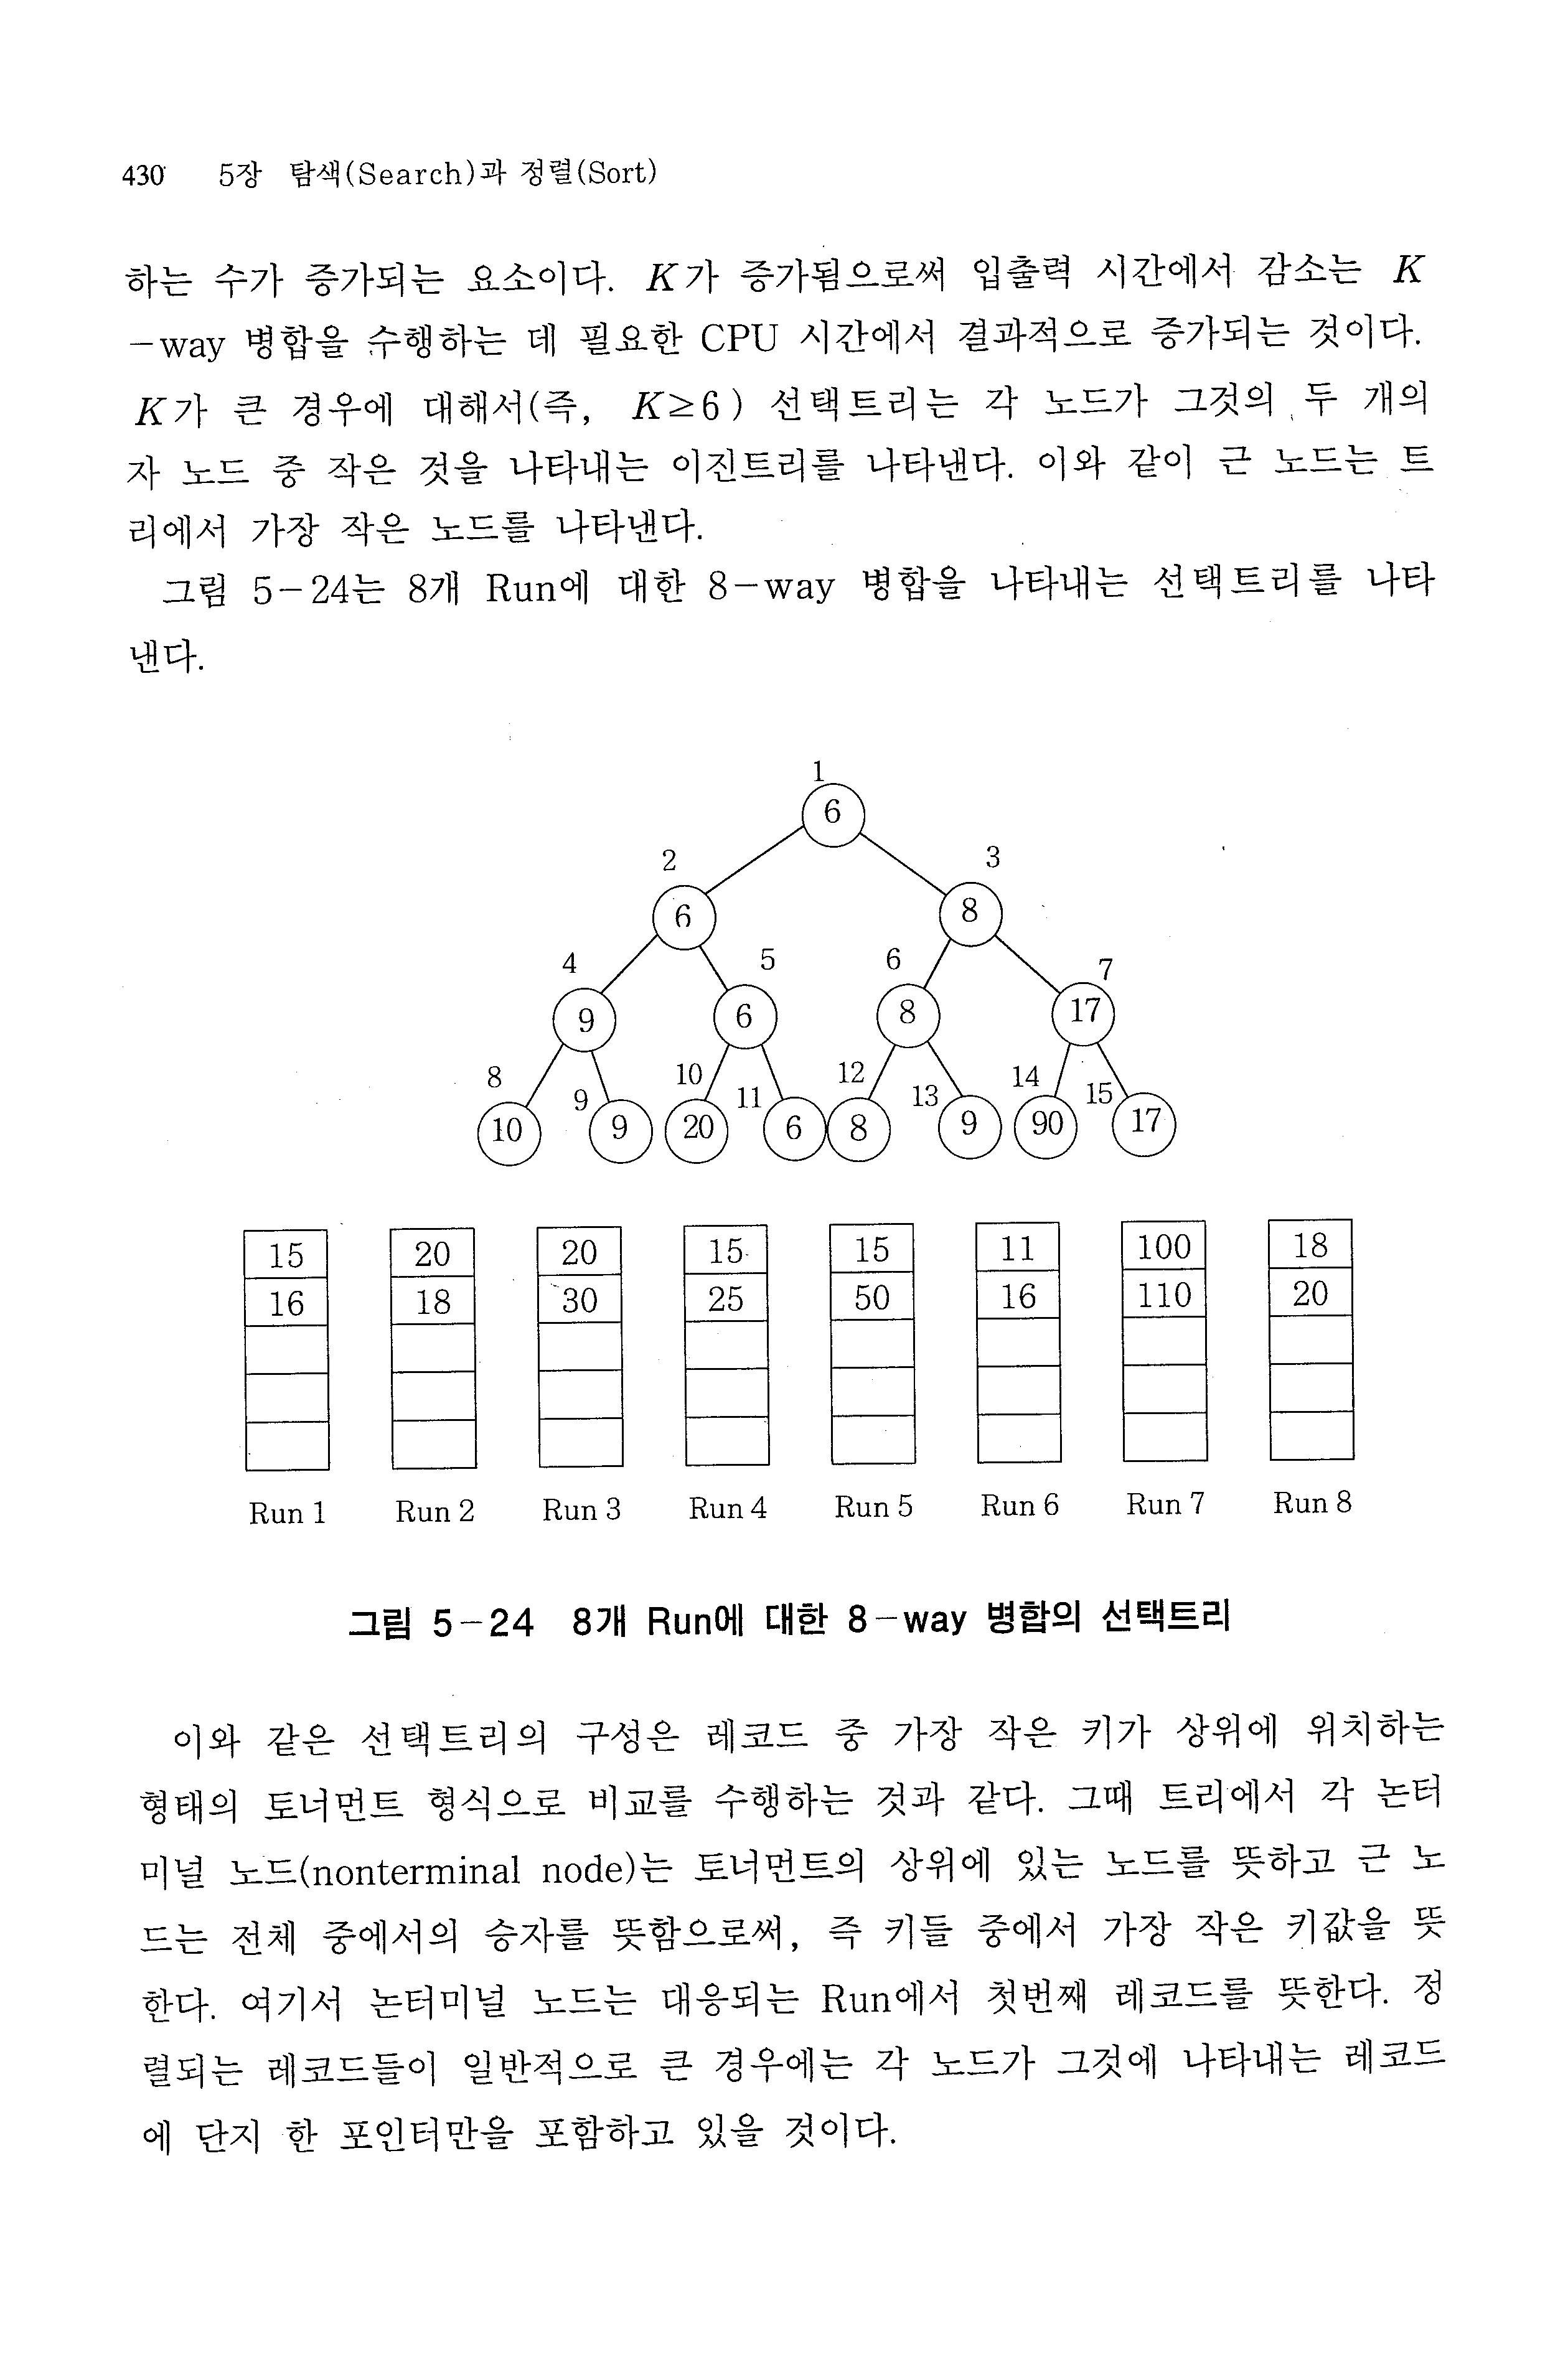 430 5장 탐색(Search)과 정렬(Sort)
하는 수가 증가되는 요소이다. K가 증가됨으로써 입출력 시간에서 감소는 K
-way 병합을 수행하는 데 필요한 CPU 시간에서 결과적으로 증가되는 것이다.
K가 큰 경우에 대해서(즉, K≥6) 선택트리는 각 노드가 그것의 두 개의
자 노드 중 작은 것을 나타내는 이진트리를 나타낸다. 이와 같이 근 노드는 트
리에서 가장 작은 노드를 나타낸다.
그림 5-24는 8개 Run에 대한 8-way 병합을 나타내는 선택트리를 나타
낸다.
1
6
2 3
6 8
4 5 6 7
9 6 8 17
8 9 10 11 12 13 14 15
10 9 20 6 8 9 90 17
15 20 20 15 15 11 100 18
16 18 30 25 50 16 110 20
Run 1 Run 2 Run 3 Run 4 Run 5 Run 6 Run 7 Run 8
그림 5-24 8개 Run에 대한 8-way 병합의 선택트리
이와 같은 선택트리의 구성은 레코드 중 가장 작은 키가 상위에 위치하는
형태의 토너먼트 형식으로 비교를 수행하는 것과 같다. 그때 트리에서 각 논터
미널 노드(nonterminal node)는 토너먼트의 상위에 있는 노드를 뜻하고 근 노
드는 전체 중에서의 승자를 뜻함으로써, 즉 키들 중에서 가장 작은 키값을 뜻
한다. 여기서 논터미널 노드는 대응되는 Run에서 첫번째 레코드를 뜻한다. 정
렬되는 레코드들이 일반적으로 큰 경우에는 각 노드가 그것에 나타내는 레코드
에 단지 한 포인터만을 포함하고 있을 것이다.